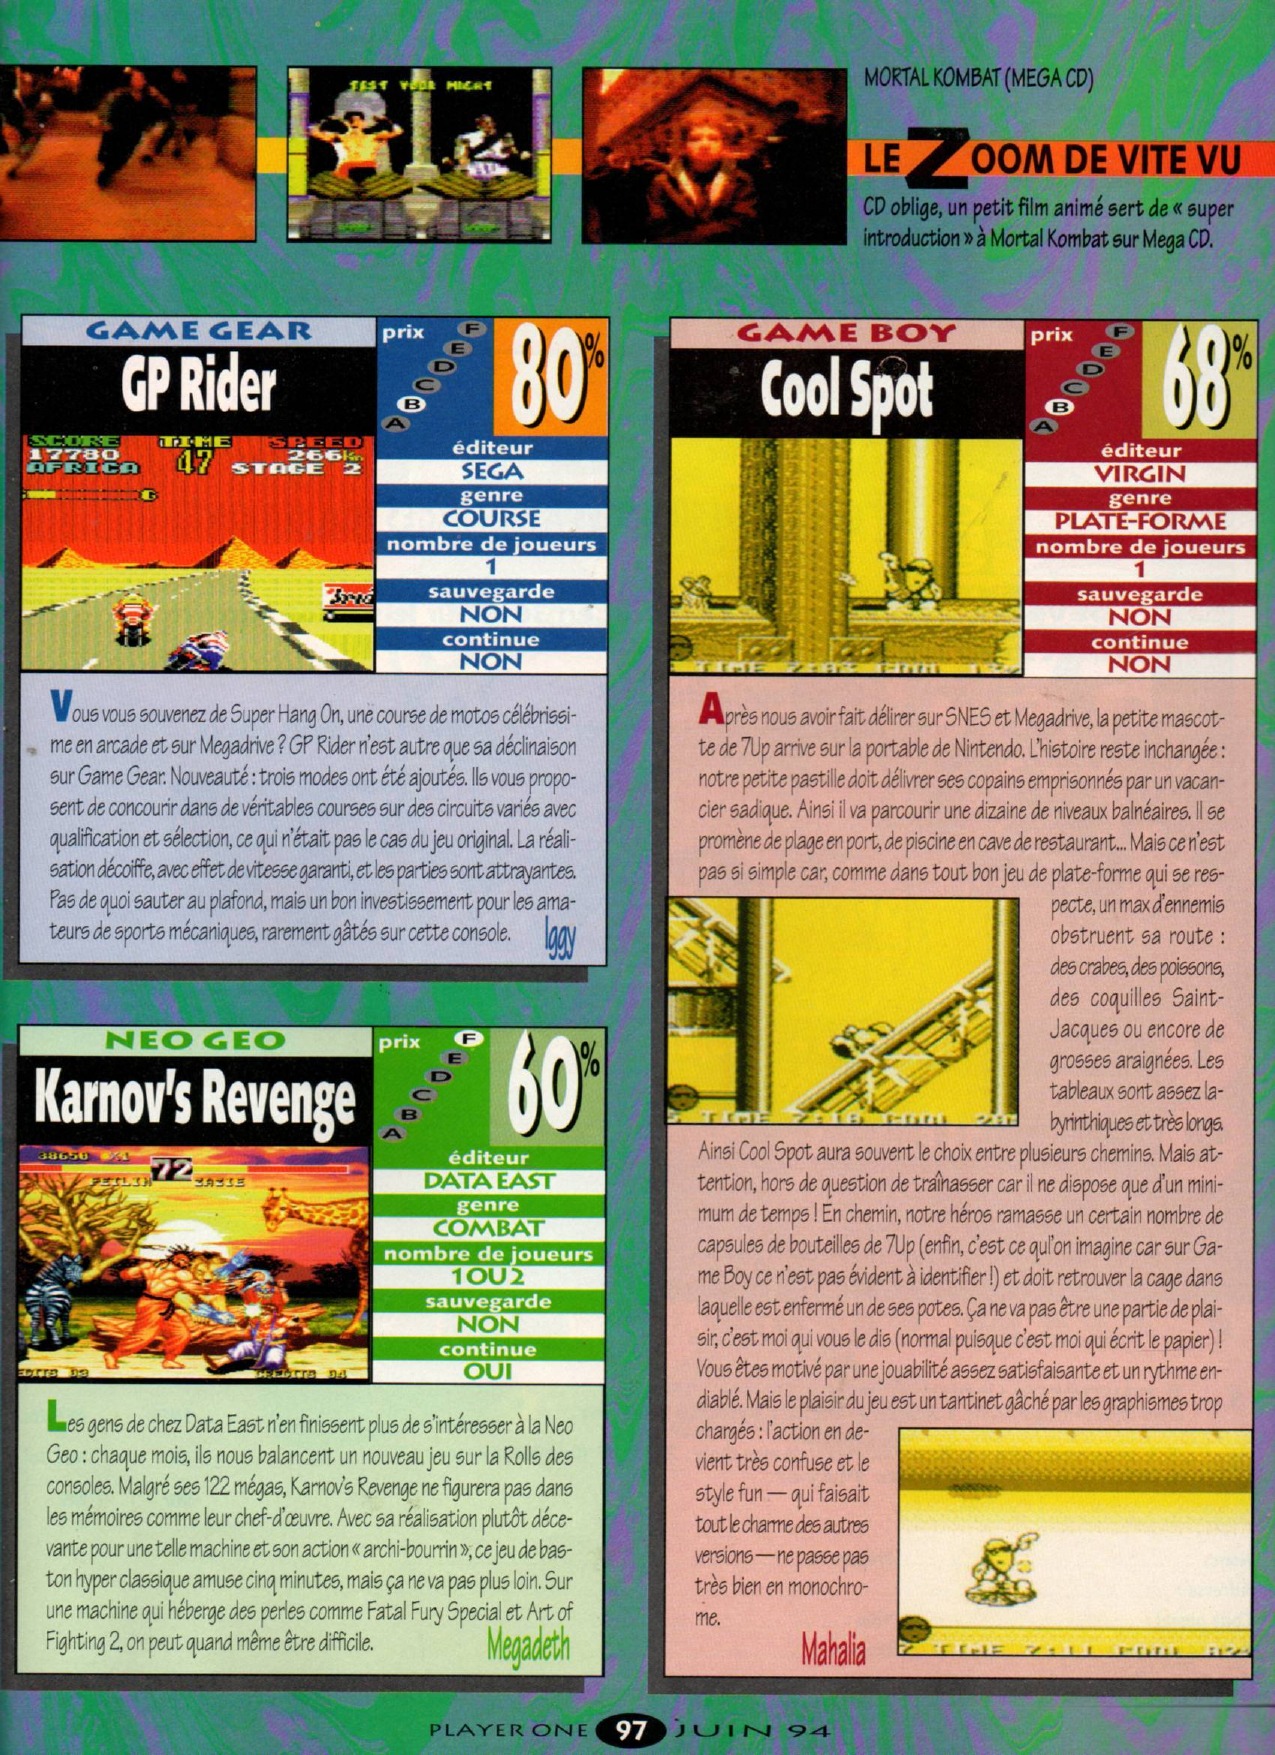 TEST YOUR MIGHT
MORTAL KOMBAT (MEGA CD)
LE ZOOM DE VITE VU
CD oblige, un petit film animé sert de « super
introduction » à Mortal Kombat sur Mega CD.
GAME GEAR
GP Rider
prix
F
E
D
C
B
A
80%
SCORE TIME SPEED
17780 47 266km
AFRICA STAGE 2
éditeur
SEGA
genre
COURSE
nombre de joueurs
1
sauvegarde
NON
continue
NON
Vous vous souvenez de Super Hang On, une course de motos célébrissi-
me en arcade et sur Megadrive ? GP Rider n'est autre que sa déclinaison
sur Game Gear. Nouveauté : trois modes ont été ajoutés. Ils vous propo-
sent de concourir dans de véritables courses sur des circuits variés avec
qualification et sélection, ce qui n'était pas le cas du jeu original. La réali-
sation décoiffe, avec effet de vitesse garanti, et les parties sont attrayantes.
Pas de quoi sauter au plafond, mais un bon investissement pour les ama-
teurs de sports mécaniques, rarement gâtés sur cette console.
Iggy
NEO GEO
Karnov's Revenge
prix
F
E
D
C
B
A
60%
38650
72
FEILIN ZAZIE
CREDITS 04
éditeur
DATA EAST
genre
COMBAT
nombre de joueurs
1 OU 2
sauvegarde
NON
continue
OUI
Les gens de chez Data East n'en finissent plus de s'intéresser à la Neo
Geo : chaque mois, ils nous balancent un nouveau jeu sur la Rolls des
consoles. Malgré ses 122 mégas, Karnov's Revenge ne figurera pas dans
les mémoires comme leur chef-d'œuvre. Avec sa réalisation plutôt déce-
vante pour une telle machine et son action « archi-bourrin », ce jeu de bas-
ton hyper classique amuse cinq minutes, mais ça ne va pas plus loin. Sur
une machine qui héberge des perles comme Fatal Fury Special et Art of
Fighting 2, on peut quand même être difficile.
Megadeth
GAME BOY
Cool Spot
prix
F
E
D
C
B
A
68%
TIME
éditeur
VIRGIN
genre
PLATE-FORME
nombre de joueurs
1
sauvegarde
NON
continue
NON
Après nous avoir fait délirer sur SNES et Megadrive, la petite mascot-
te de 7Up arrive sur la portable de Nintendo. L'histoire reste inchangée :
notre petite pastille doit délivrer ses copains emprisonnés par un vacan-
cier sadique. Ainsi il va parcourir une dizaine de niveaux balnéaires. Il se
promène de plage en port, de piscine en cave de restaurant... Mais ce n'est
pas si simple car, comme dans tout bon jeu de plate-forme qui se res-
pecte, un max d'ennemis
obstruent sa route :
des crabes, des poissons,
des coquilles Saint-
Jacques ou encore de
grosses araignées. Les
tableaux sont assez la-
byrinthiques et très longs.
TIME 7:18
Ainsi Cool Spot aura souvent le choix entre plusieurs chemins. Mais at-
tention, hors de question de traînasser car il ne dispose que d'un mini-
mum de temps ! En chemin, notre héros ramasse un certain nombre de
capsules de bouteilles de 7Up (enfin, c'est ce qu'on imagine car sur Ga-
me Boy ce n'est pas évident à identifier !) et doit retrouver la cage dans
laquelle est enfermé un de ses potes. Ça ne va pas être une partie de plai-
sir, c'est moi qui vous le dis (normal puisque c'est moi qui écrit le papier) !
Vous êtes motivé par une jouabilité assez satisfaisante et un rythme en-
diablé. Mais le plaisir du jeu est un tantinet gâché par les graphismes trop
chargés : l'action en de-
vient très confuse et le
style fun — qui faisait
tout le charme des autres
versions — ne passe pas
très bien en monochro-
me.
Mahalia
TIME 7:11
PLAYER ONE 97 JUIN 94